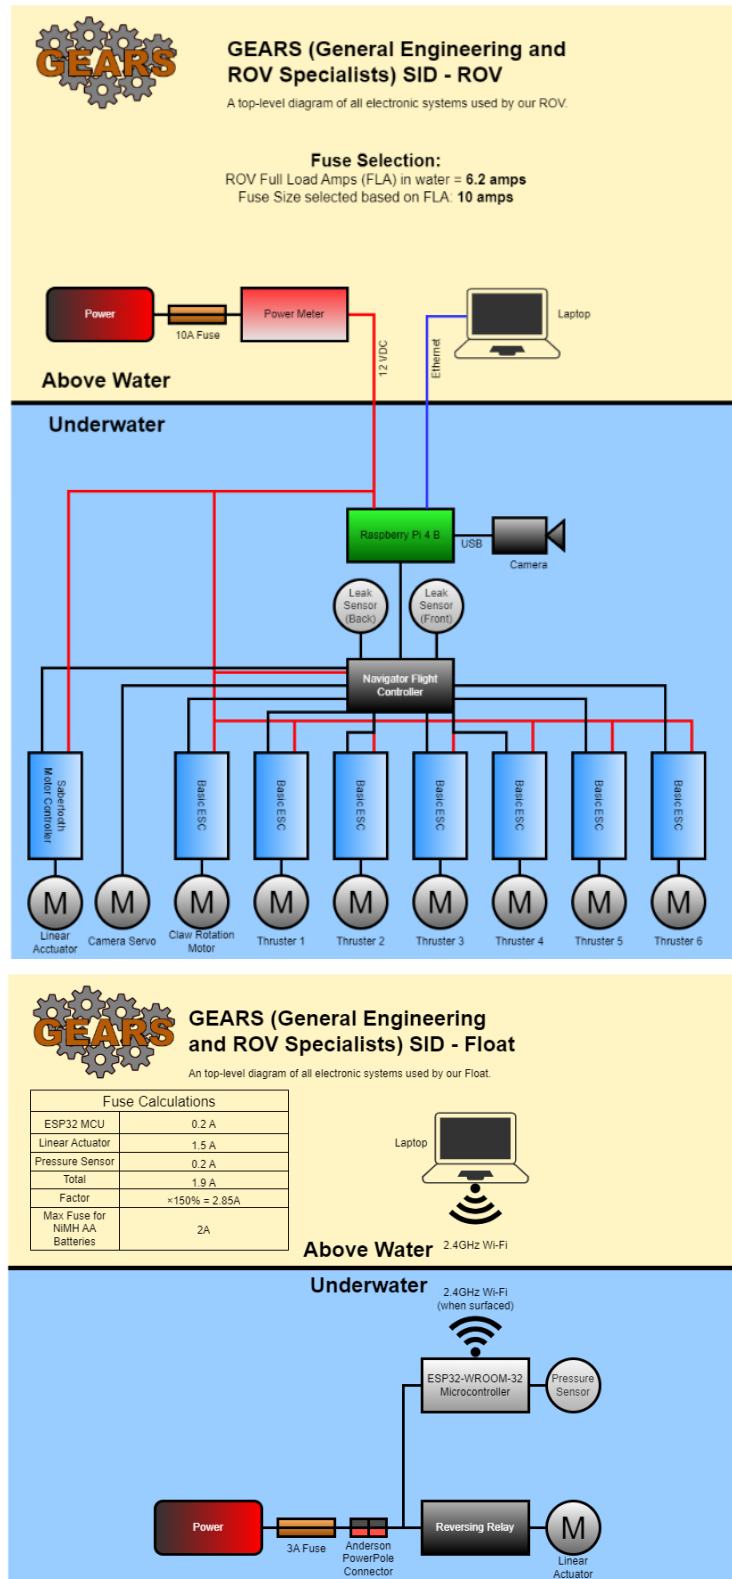 GEARS
GEARS (General Engineering and
ROV Specialists) SID - ROV
A top-level diagram of all electronic systems used by our ROV.
Fuse Selection:
ROV Full Load Amps (FLA) in water = 6.2 amps
Fuse Size selected based on FLA: 10 amps
Power
10A Fuse
Power Meter
12 VDC
Ethernet
Laptop
Above Water
Underwater
Raspberry Pi 4 B
USB
Camera
Leak
Sensor
(Back)
Leak
Sensor
(Front)
Navigator Flight
Controller
Sabertooth
Motor Controller
Basic ESC
Basic ESC
Basic ESC
Basic ESC
Basic ESC
Basic ESC
Basic ESC
M
M
M
M
M
M
M
M
M
Linear
Acctuator
Camera Servo
Claw Rotation
Motor
Thruster 1
Thruster 2
Thruster 3
Thruster 4
Thruster 5
Thruster 6
GEARS
GEARS (General Engineering
and ROV Specialists) SID - Float
An top-level diagram of all electronic systems used by our Float.
Fuse Calculations
ESP32 MCU 0.2 A
Linear Actuator 1.5 A
Pressure Sensor 0.2 A
Total 1.9 A
Factor ×150% = 2.85A
Max Fuse for
NiMH AA
Batteries
2A
Laptop
2.4GHz Wi-Fi
Above Water
Underwater
2.4GHz Wi-Fi
(when surfaced)
ESP32-WROOM-32
Microcontroller
Pressure
Sensor
Power
3A Fuse
Anderson
PowerPole
Connector
Reversing Relay
M
Linear
Actuator